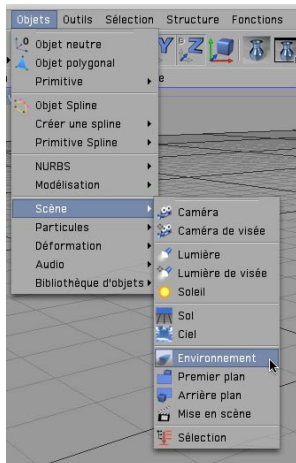 Objets Outils Sélection Structure Fonctions
Objet neutre
Objet polygonal
Primitive
Objet Spline
Créer une spline
Primitive Spline
NURBS
Modélisation
Scène
Particules
Déformation
Audio
Bibliothèque d'objets
Caméra
Caméra de visée
Lumière
Lumière de visée
Soleil
Sol
Ciel
Environnement
Premier plan
Arrière plan
Mise en scène
Sélection